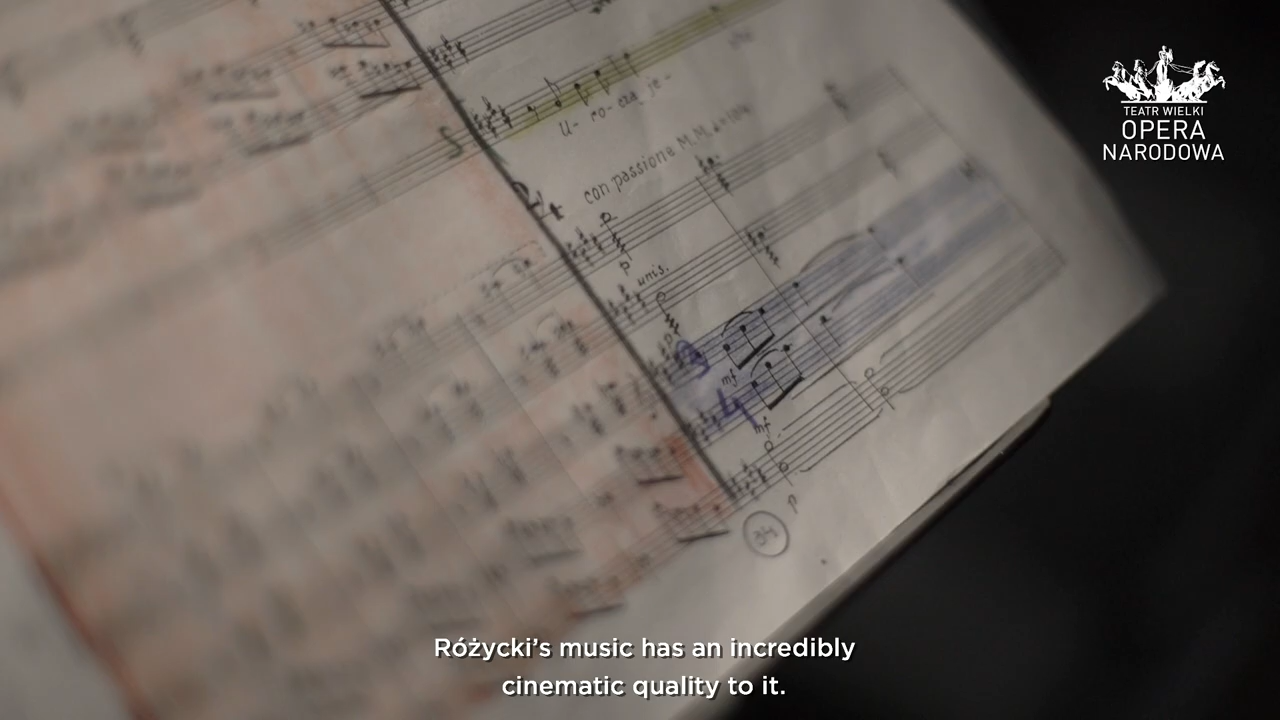 TEATR WIELKI
OPERA
NARODOWA
U- ro- cza je-
con passione M.M.
unis.
p
mf
mf
34
p
Różycki's music has an incredibly
cinematic quality to it.